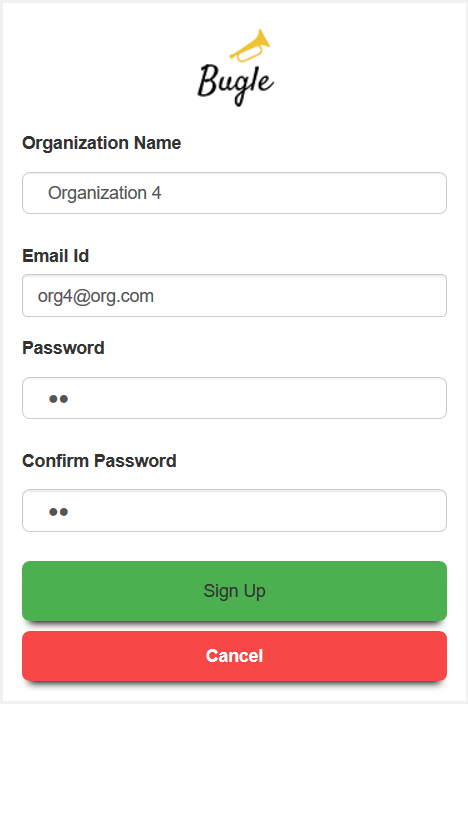 Bugle
Organization Name
Organization 4
Email Id
org4@org.com
Password
••
Confirm Password
••
Sign Up
Cancel